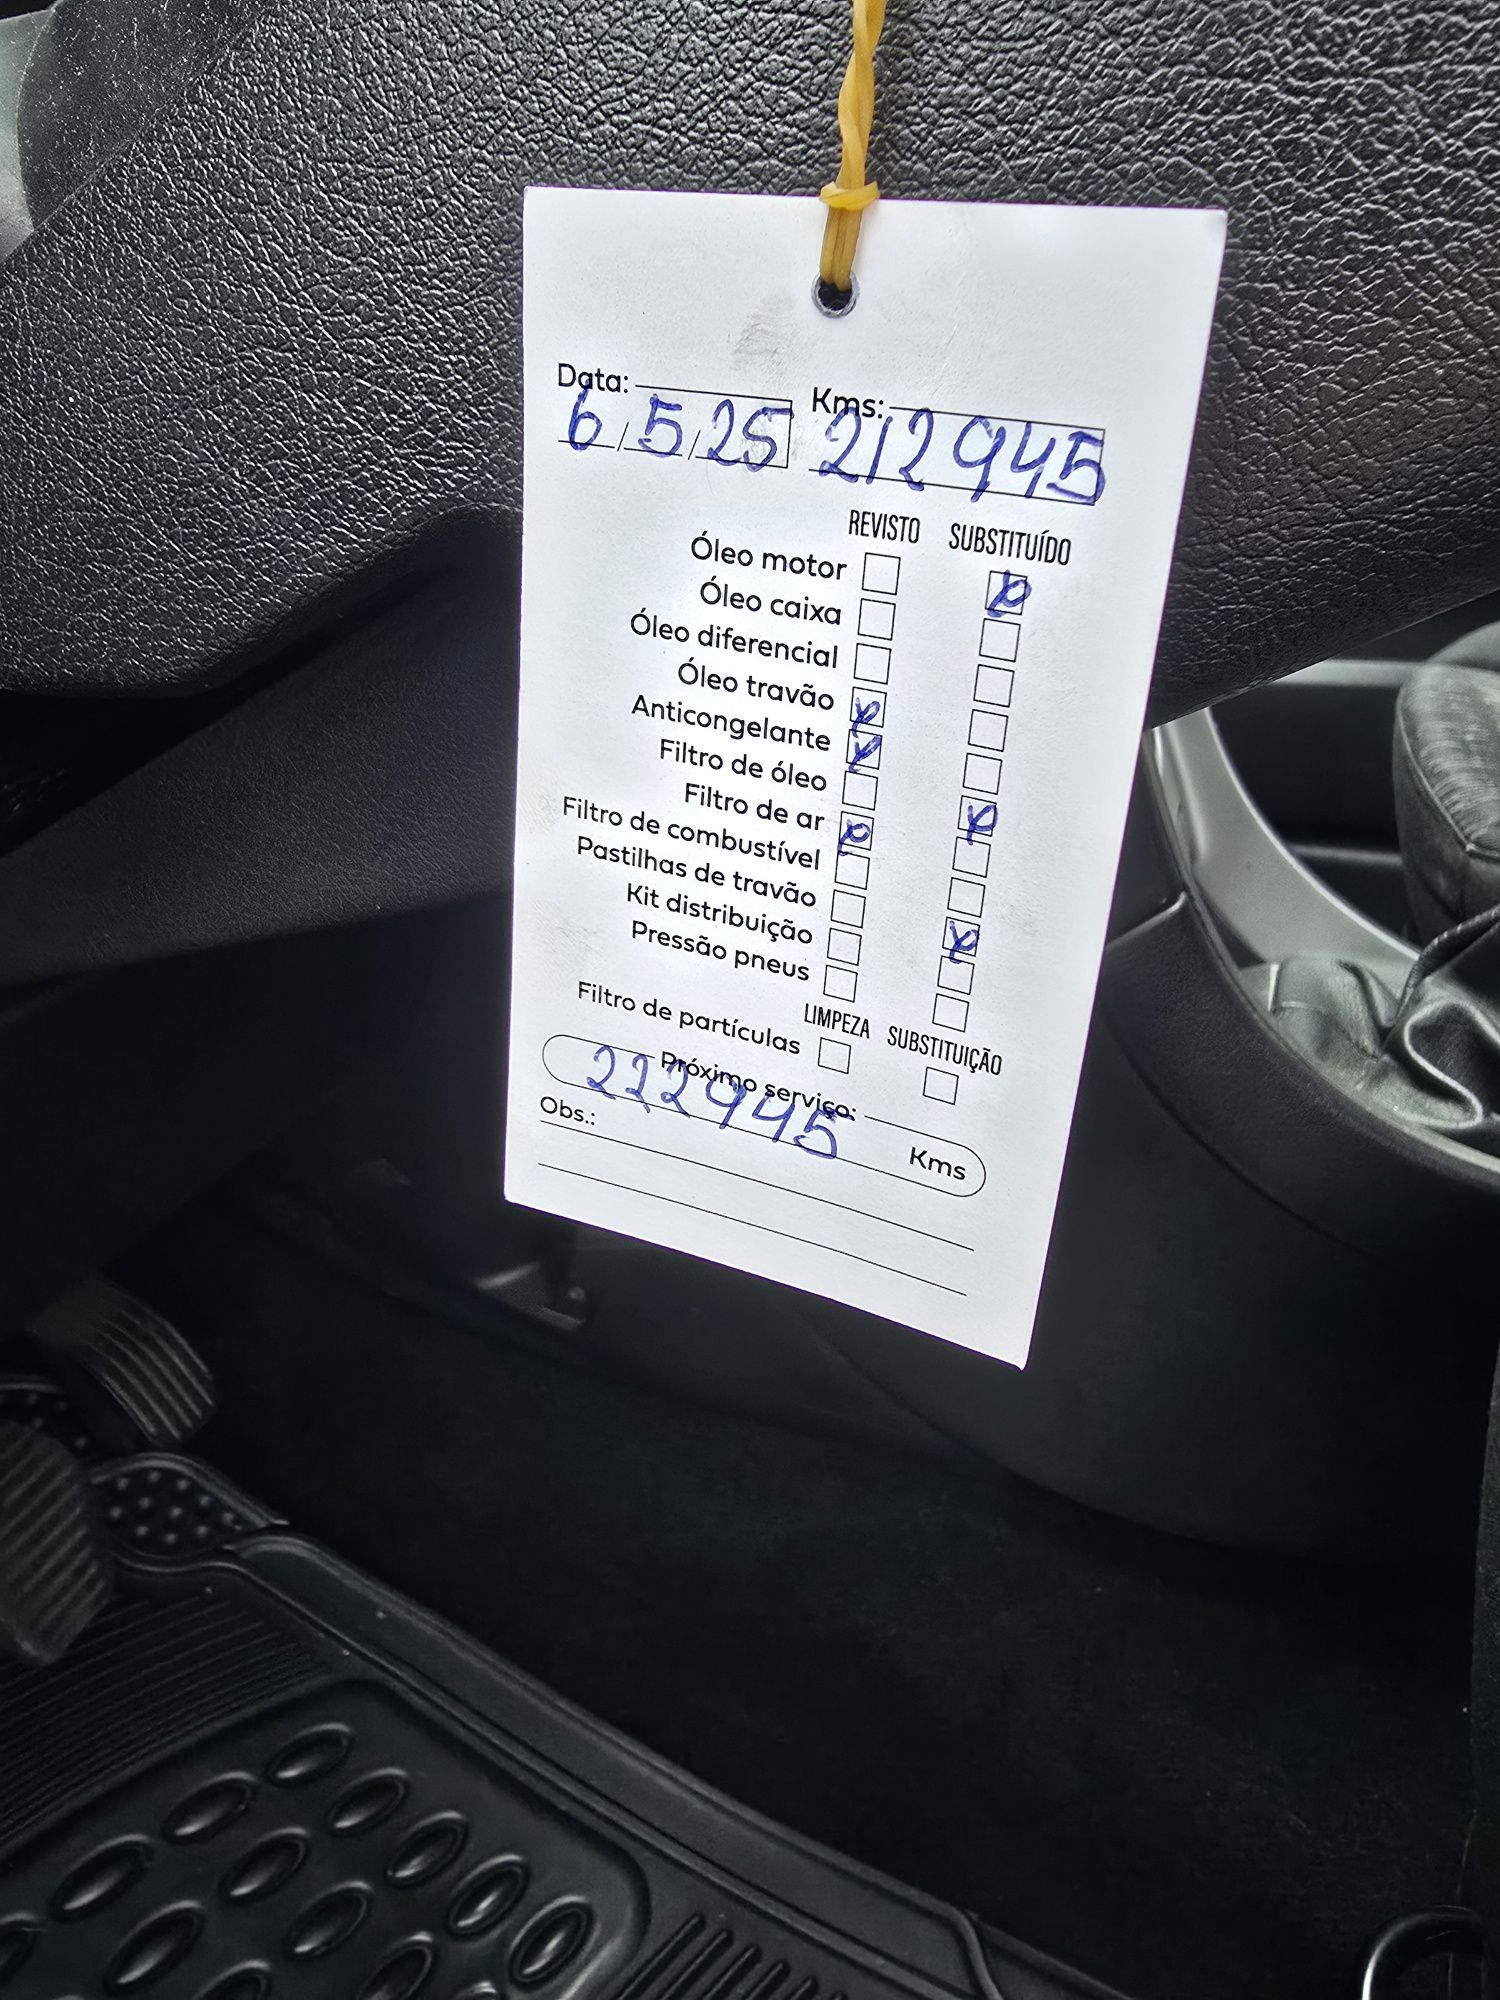 Data: Kms:
6/5/25 212945
REVISTO SUBSTITUÍDO
Óleo motor
Óleo caixa
Óleo diferencial
Óleo travão
Anticongelante
Filtro de óleo
Filtro de ar
Filtro de combustível
Pastilhas de travão
Kit distribuição
Pressão pneus
LIMPEZA SUBSTITUIÇÃO
Filtro de partículas
Próximo serviço:
222945 Kms
Obs.: